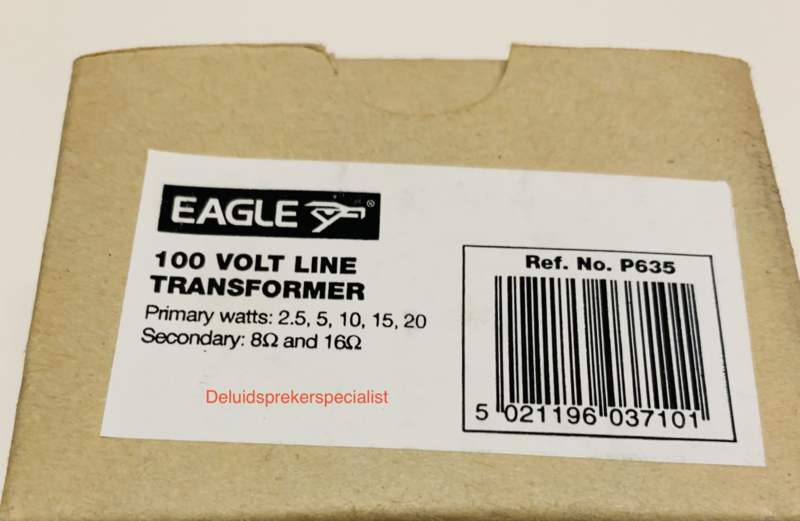 EAGLE ®
100 VOLT LINE
TRANSFORMER
Primary watts: 2.5, 5, 10, 15, 20
Secondary: 8Ω and 16Ω
Deluidsprekerspecialist
Ref. No. P635
5 021196 037101